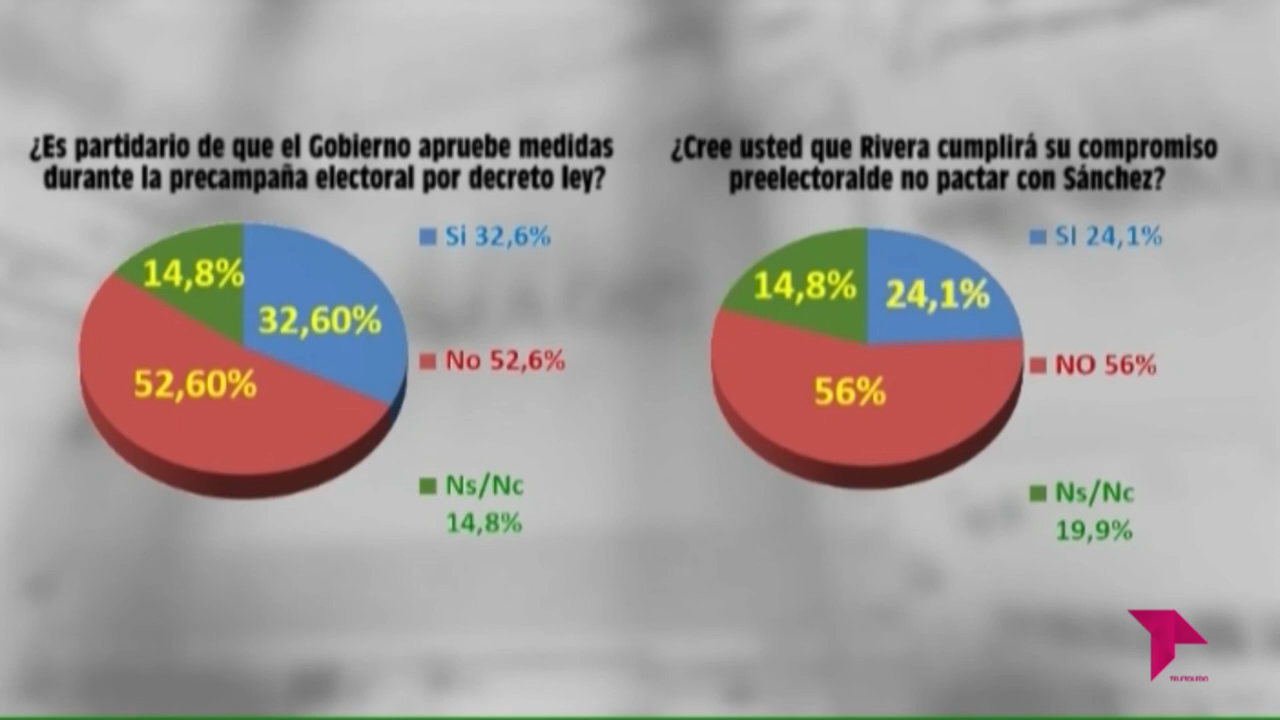 ¿Es partidario de que el Gobierno apruebe medidas
durante la precampaña electoral por decreto ley?
Si 32,6%
14,8%
32,60%
No 52,6%
52,60%
Ns/Nc
14,8%
¿Cree usted que Rivera cumplirá su compromiso
preelectoralde no pactar con Sánchez?
SI 24,1%
14,8%
24,1%
NO 56%
56%
Ns/Nc
19,9%
TELETOLEDO